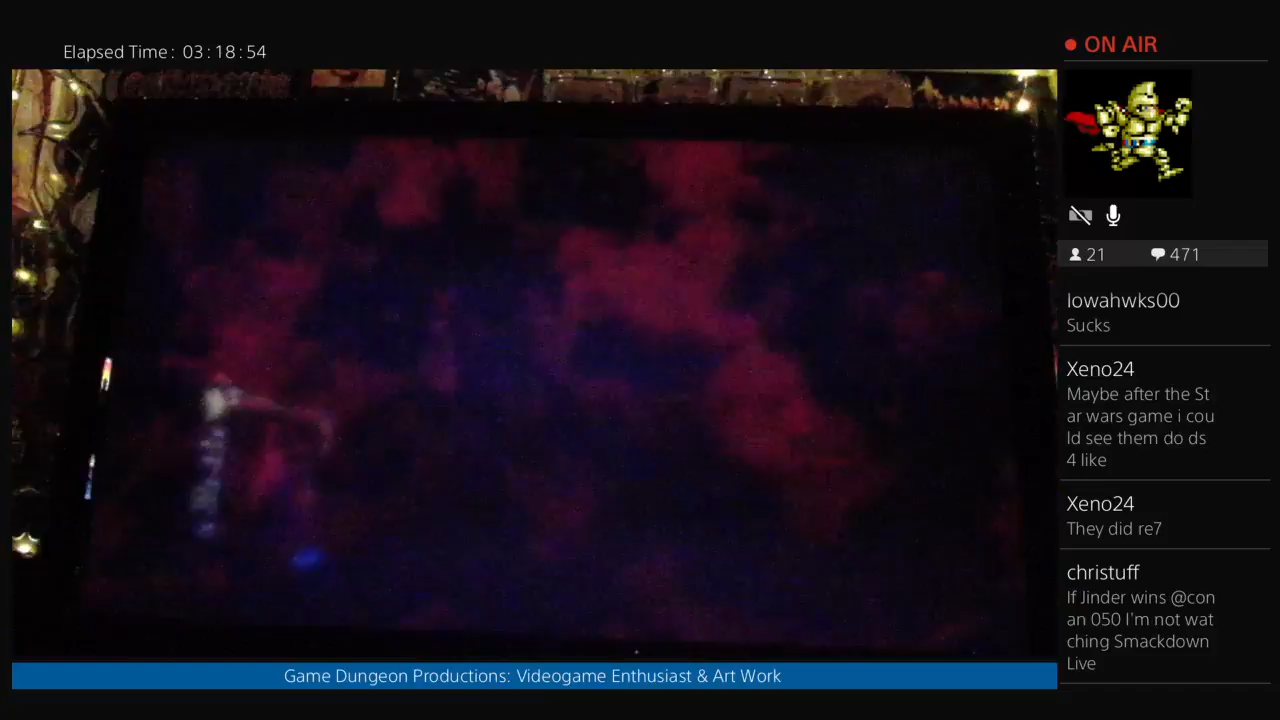 Elapsed Time: 03:18:54
ON AIR
21 471
Iowahwks00
Sucks
Xeno24
Maybe after the St
ar wars game i cou
ld see them do ds
4 like
Xeno24
They did re7
christuff
If Jinder wins @con
an 050 I'm not wat
ching Smackdown
Live
Game Dungeon Productions: Videogame Enthusiast & Art Work